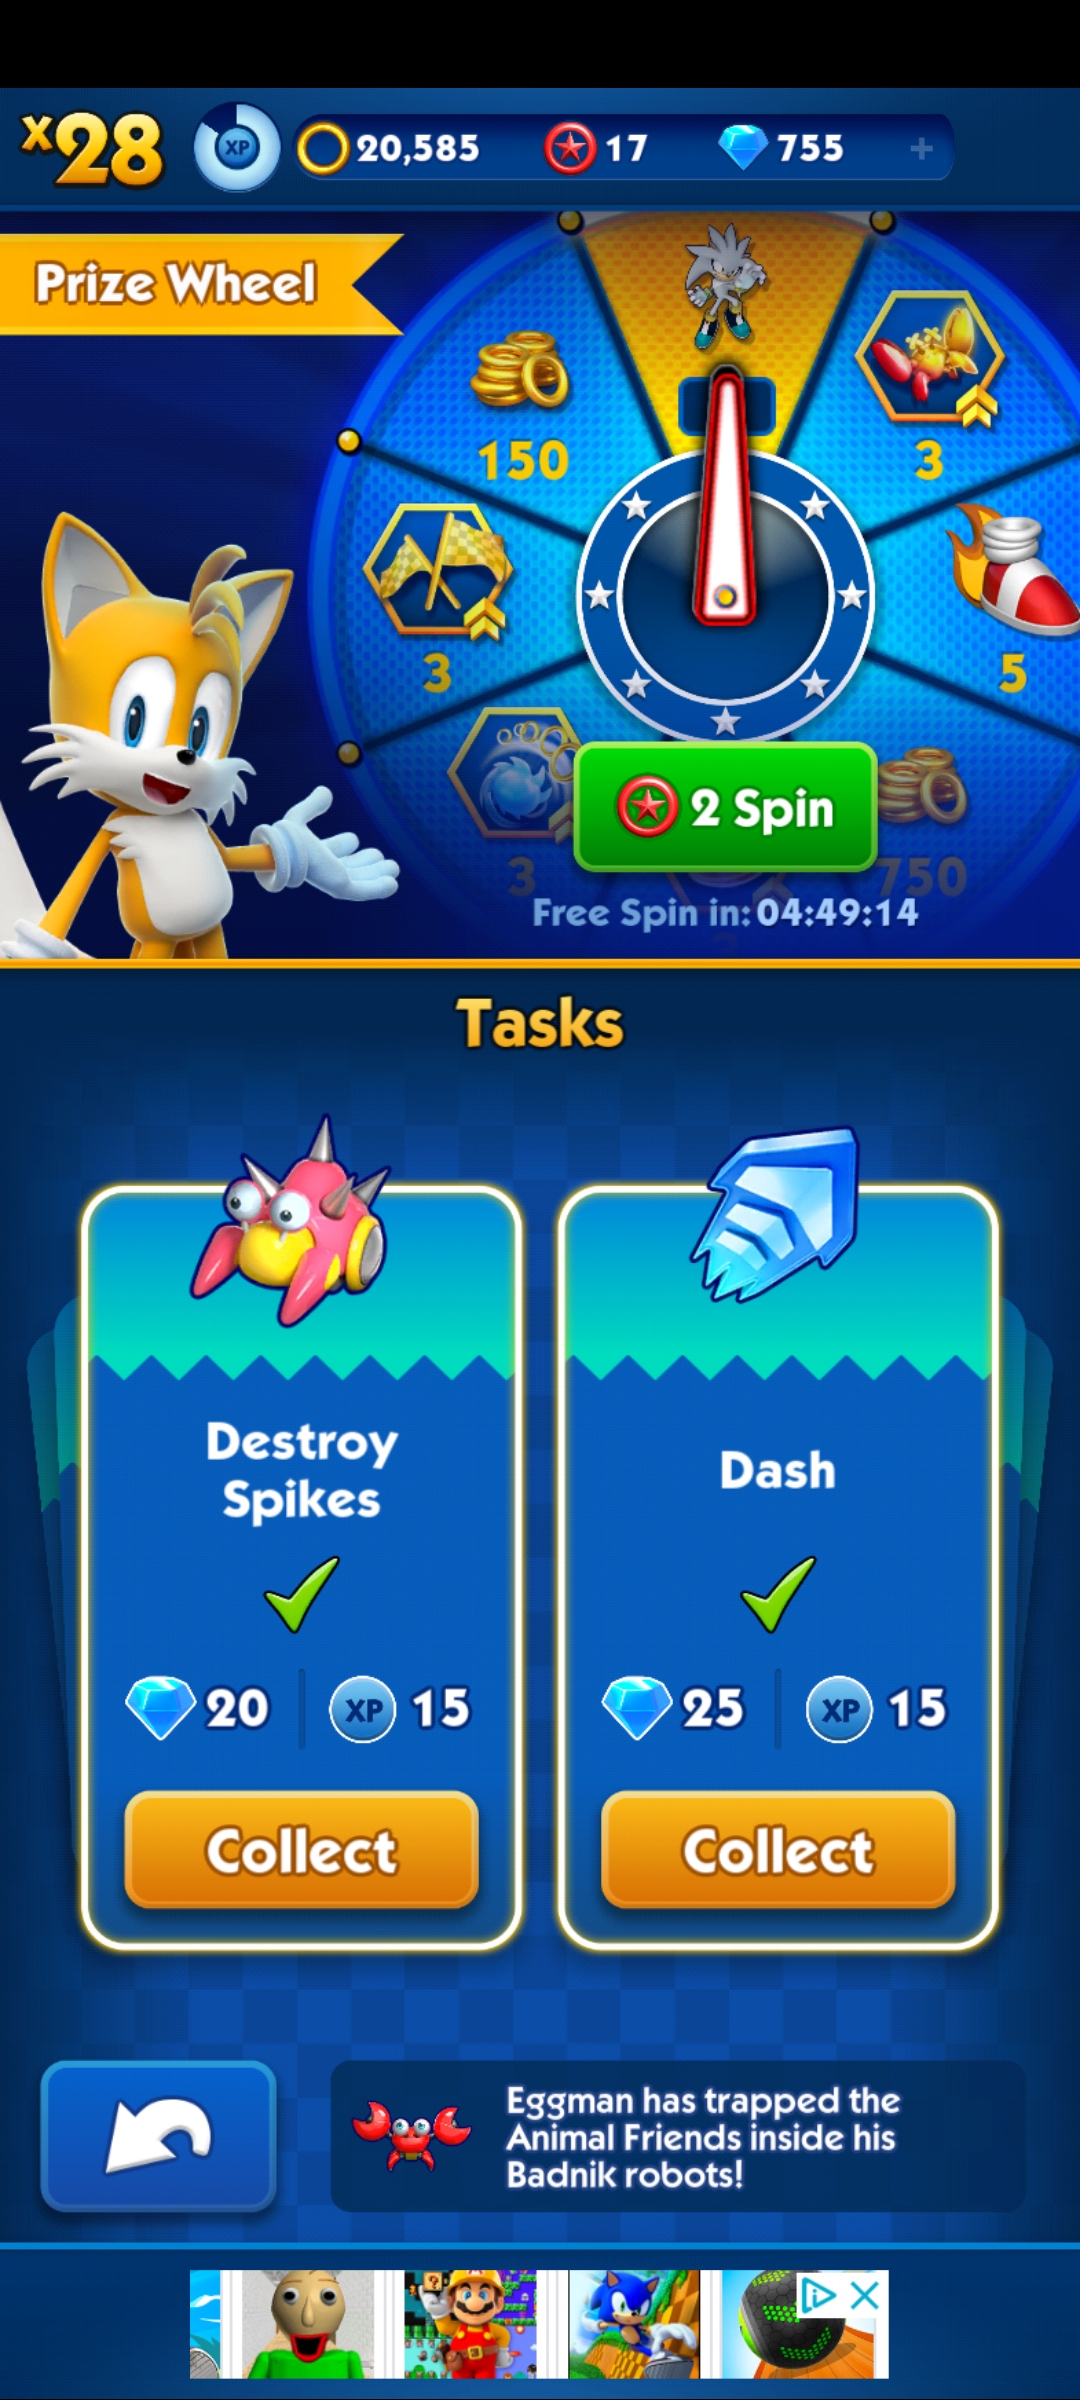 x28
XP
20,585
17
755
+
Prize Wheel
150
3
3
5
3
750
2 Spin
Free Spin in: 04:49:14
Tasks
Destroy
Spikes
20
XP
15
Collect
Dash
25
XP
15
Collect
Eggman has trapped the
Animal Friends inside his
Badnik robots!